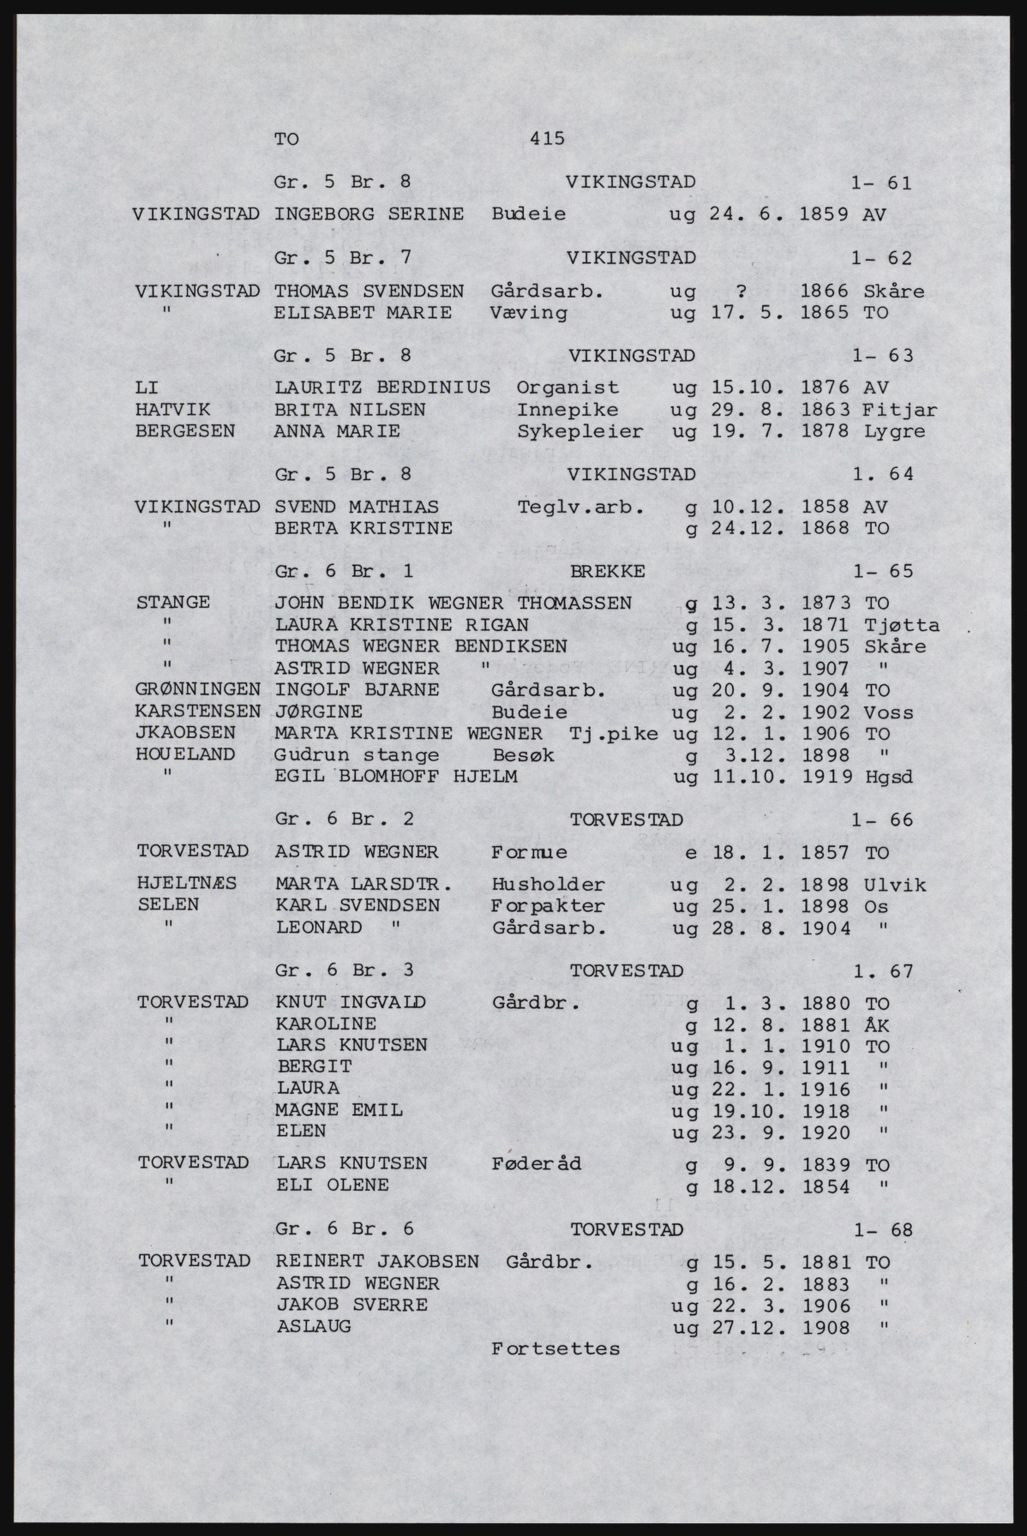 TO 415
Gr. 5 Br. 8 VIKINGSTAD 1- 61
VIKINGSTAD INGEBORG SERINE Budeie ug 24. 6. 1859 AV
Gr. 5 Br. 7 VIKINGSTAD 1- 62
VIKINGSTAD THOMAS SVENDSEN Gårdsarb. ug ? 1866 Skåre
" ELISABET MARIE Væving ug 17. 5. 1865 TO
Gr. 5 Br. 8 VIKINGSTAD 1- 63
LI LAURITZ BERDINIUS Organist ug 15.10. 1876 AV
HATVIK BRITA NILSEN Innepike ug 29. 8. 1863 Fitjar
BERGESEN ANNA MARIE Sykepleier ug 19. 7. 1878 Lygre
Gr. 5 Br. 8 VIKINGSTAD 1. 64
VIKINGSTAD SVEND MATHIAS Teglv.arb. g 10.12. 1858 AV
" BERTA KRISTINE g 24.12. 1868 TO
Gr. 6 Br. 1 BREKKE 1- 65
STANGE JOHN BENDIK WEGNER THOMASSEN g 13. 3. 1873 TO
" LAURA KRISTINE RIGAN g 15. 3. 1871 Tjøtta
" THOMAS WEGNER BENDIKSEN ug 16. 7. 1905 Skåre
" ASTRID WEGNER " ug 4. 3. 1907 "
GRØNNINGEN INGOLF BJARNE Gårdsarb. ug 20. 9. 1904 TO
KARSTENSEN JØRGINE Budeie ug 2. 2. 1902 Voss
JKAOBSEN MARTA KRISTINE WEGNER Tj.pike ug 12. 1. 1906 TO
HOUELAND Gudrun stange Besøk g 3.12. 1898 "
" EGIL BLOMHOFF HJELM ug 11.10. 1919 Hgsd
Gr. 6 Br. 2 TORVESTAD 1- 66
TORVESTAD ASTRID WEGNER Formue e 18. 1. 1857 TO
HJELTNÆS MARTA LARSDTR. Husholder ug 2. 2. 1898 Ulvik
SELEN KARL SVENDSEN Forpakter ug 25. 1. 1898 Os
" LEONARD " Gårdsarb. ug 28. 8. 1904 "
Gr. 6 Br. 3 TORVESTAD 1. 67
TORVESTAD KNUT INGVALD Gårdbr. g 1. 3. 1880 TO
" KAROLINE g 12. 8. 1881 ÅK
" LARS KNUTSEN ug 1. 1. 1910 TO
" BERGIT ug 16. 9. 1911 "
" LAURA ug 22. 1. 1916 "
" MAGNE EMIL ug 19.10. 1918 "
" ELEN ug 23. 9. 1920 "
TORVESTAD LARS KNUTSEN Føderåd g 9. 9. 1839 TO
" ELI OLENE g 18.12. 1854 "
Gr. 6 Br. 6 TORVESTAD 1- 68
TORVESTAD REINERT JAKOBSEN Gårdbr. g 15. 5. 1881 TO
" ASTRID WEGNER g 16. 2. 1883 "
" JAKOB SVERRE ug 22. 3. 1906 "
" ASLAUG ug 27.12. 1908 "
Fortsettes